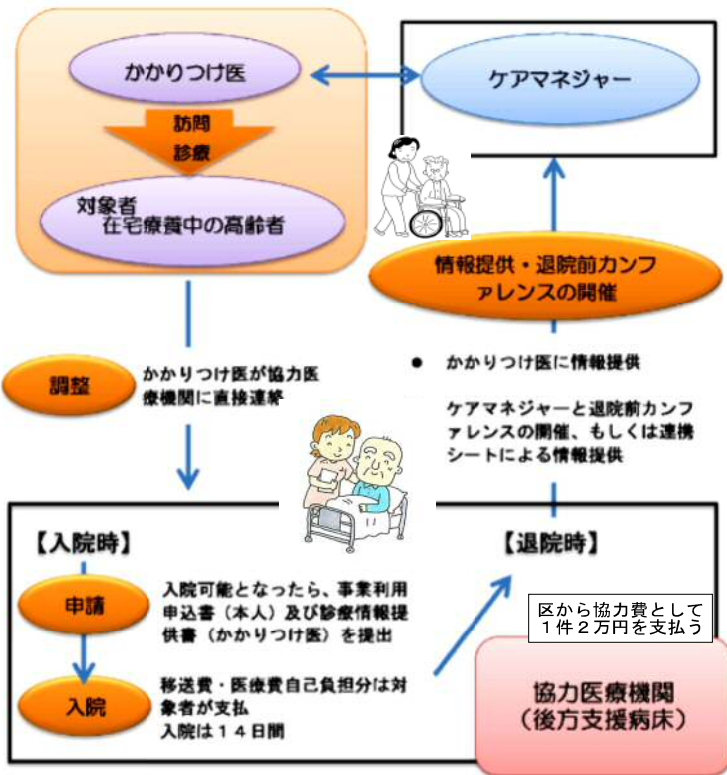 かかりつけ医
ケアマネジャー
訪問
診療
対象者
在宅療養中の高齢者
情報提供・退院前カンフ
ァレンスの開催
調整
かかりつけ医が協力医
療機関に直接連絡
● かかりつけ医に情報提供
ケアマネジャーと退院前カンフ
ァレンスの開催、もしくは連携
シートによる情報提供
【入院時】
【退院時】
申請
入院可能となったら、事業利用
申込書（本人）及び診療情報提
供書（かかりつけ医）を提出
区から協力費として
１件２万円を支払う
入院
移送費・医療費自己負担分は対
象者が支払
入院は１４日間
協力医療機関
（後方支援病床）